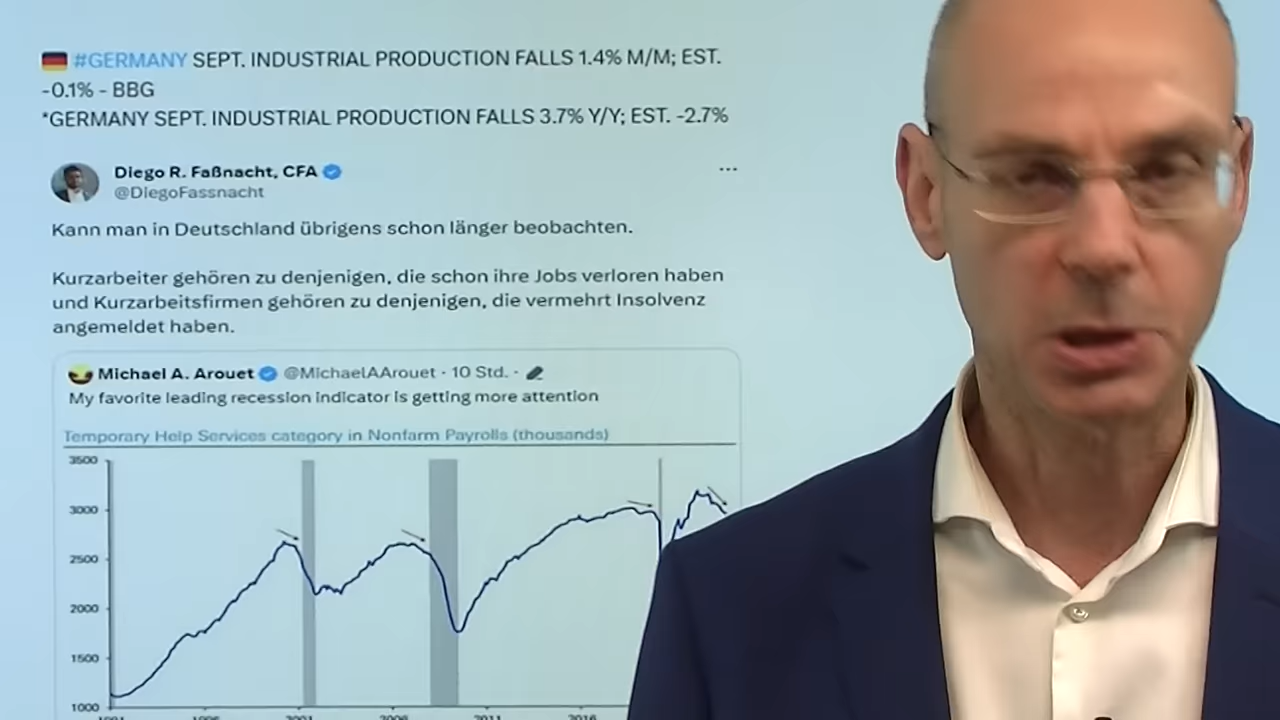 #GERMANY SEPT. INDUSTRIAL PRODUCTION FALLS 1.4% M/M; EST.
-0.1% - BBG
*GERMANY SEPT. INDUSTRIAL PRODUCTION FALLS 3.7% Y/Y; EST. -2.7%
Diego R. Faßnacht, CFA
@DiegoFassnacht
Kann man in Deutschland übrigens schon länger beobachten.
Kurzarbeiter gehören zu denjenigen, die schon ihre Jobs verloren haben
und Kurzarbeitsfirmen gehören zu denjenigen, die vermehrt Insolvenz
angemeldet haben.
Michael A. Arouet @MichaelAArouet · 10 Std. ·
My favorite leading recession indicator is getting more attention
Temporary Help Services category in Nonfarm Payrolls (thousands)
3500
3000
2500
2000
1500
1000